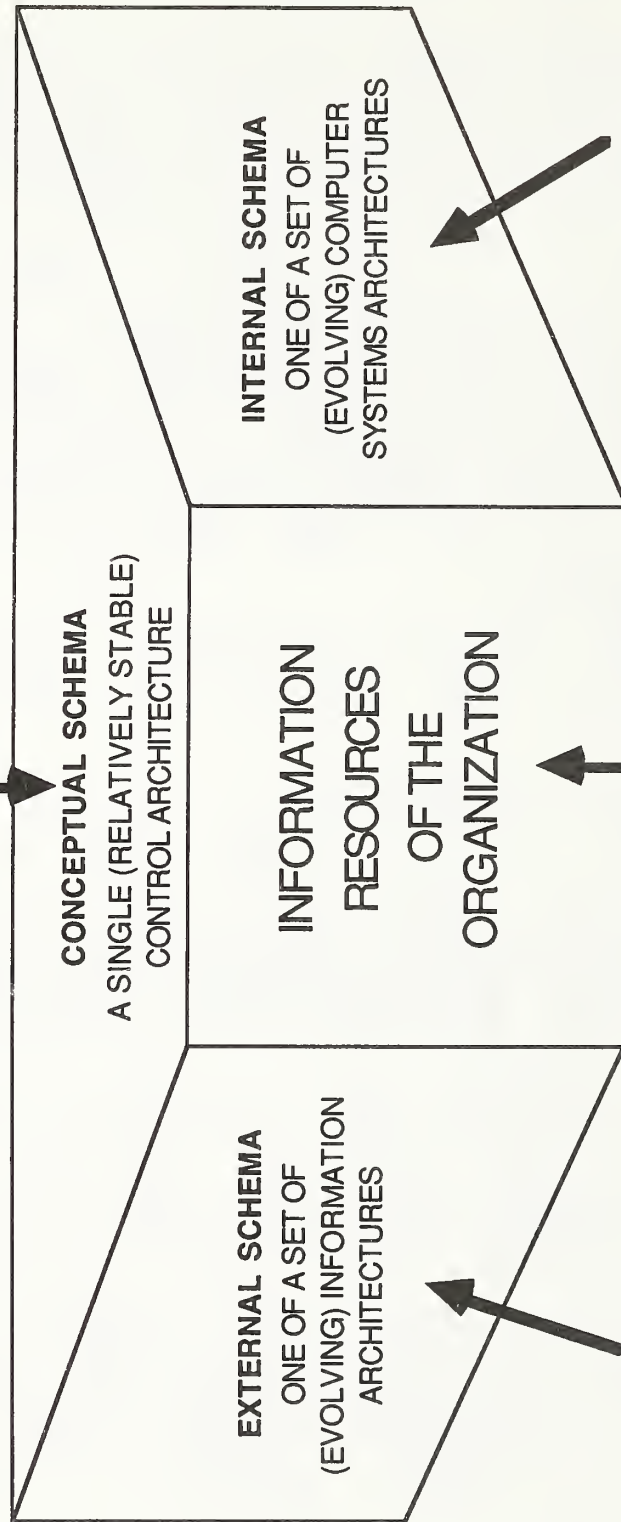 CONCEPTUAL SCHEMA
A SINGLE (RELATIVELY STABLE)
CONTROL ARCHITECTURE
EXTERNAL SCHEMA
ONE OF A SET OF
(EVOLVING) INFORMATION
ARCHITECTURES
INFORMATION
RESOURCES
OF THE
ORGANIZATION
INTERNAL SCHEMA
ONE OF A SET OF
(EVOLVING) COMPUTER
SYSTEMS ARCHITECTURES